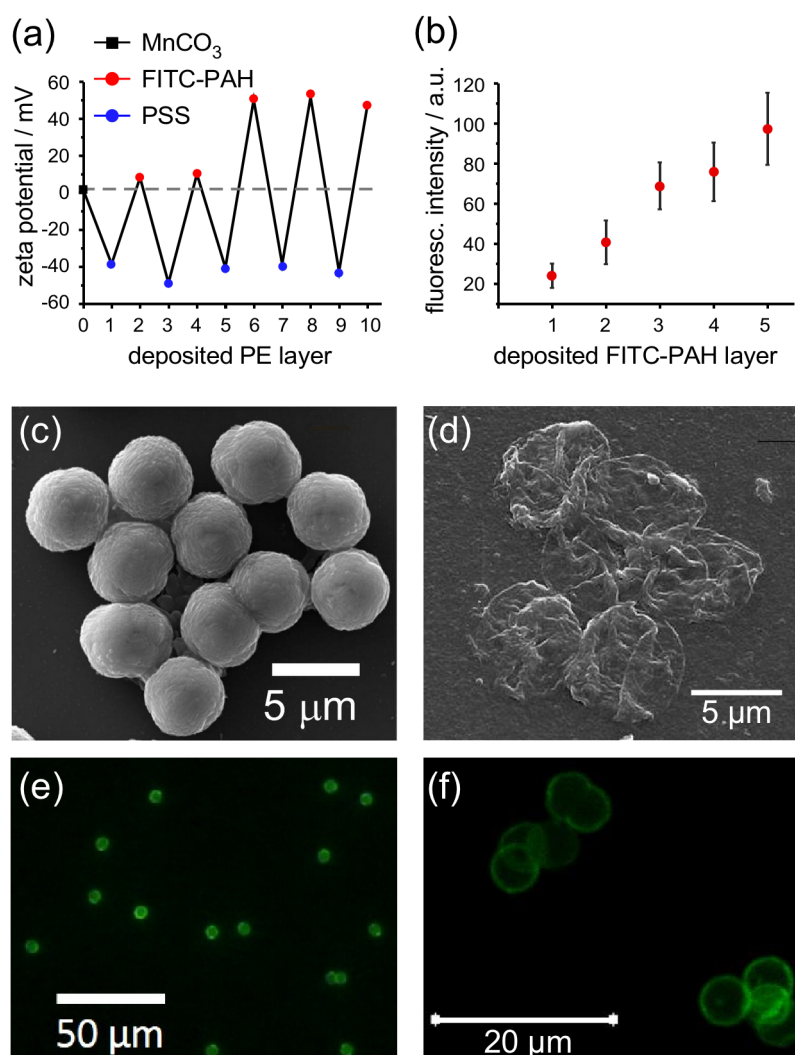 (a)
MnCO₃
FITC-PAH
PSS
zeta potential / mV
60
40
20
0
-20
-40
-60
0 1 2 3 4 5 6 7 8 9 10
deposited PE layer
(b)
fluoresc. intensity / a.u.
120
100
80
60
40
20
1 2 3 4 5
deposited FITC-PAH layer
(c)
5 μm
(d)
5 μm
(e)
50 μm
(f)
20 μm